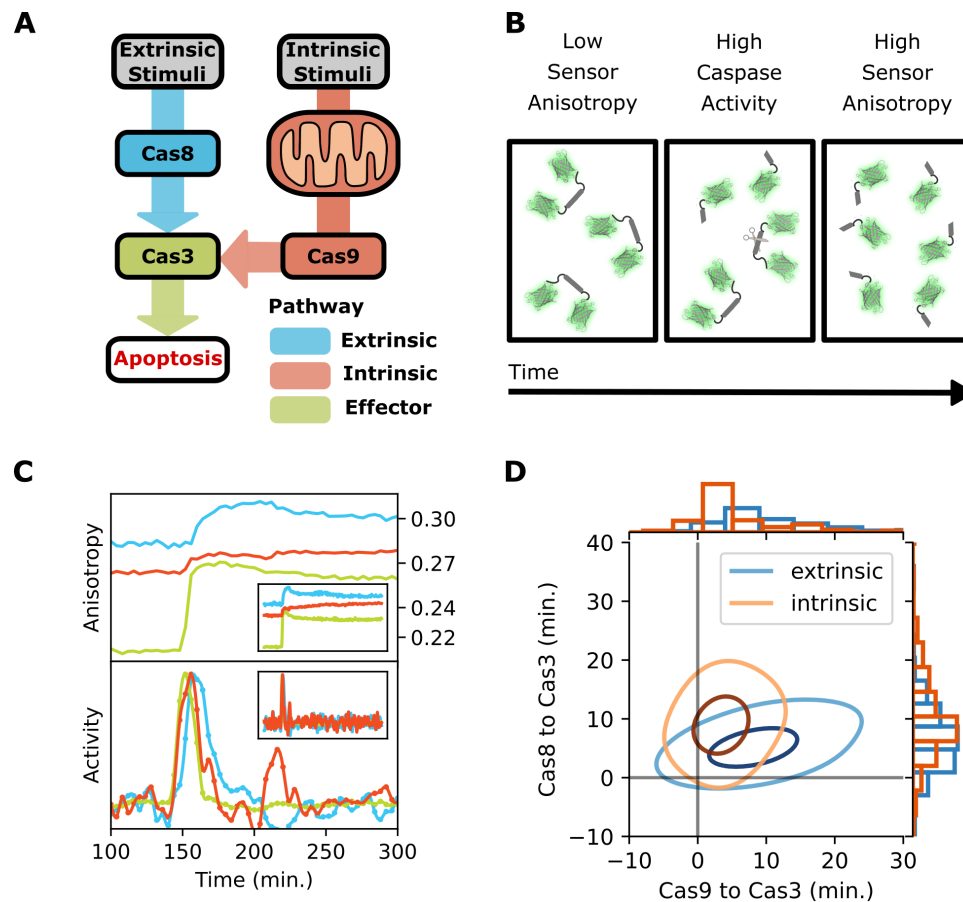 A
Extrinsic
Stimuli
Intrinsic
Stimuli
Cas8
Cas3
Cas9
Apoptosis
Pathway
Extrinsic
Intrinsic
Effector
B
Low
Sensor
Anisotropy
High
Caspase
Activity
High
Sensor
Anisotropy
Time
C
Anisotropy
0.30
0.27
0.24
0.22
Activity
100 150 200 250 300
Time (min.)
D
extrinsic
intrinsic
Cas8 to Cas3 (min.)
40
30
20
10
0
−10
−10 0 10 20 30
Cas9 to Cas3 (min.)